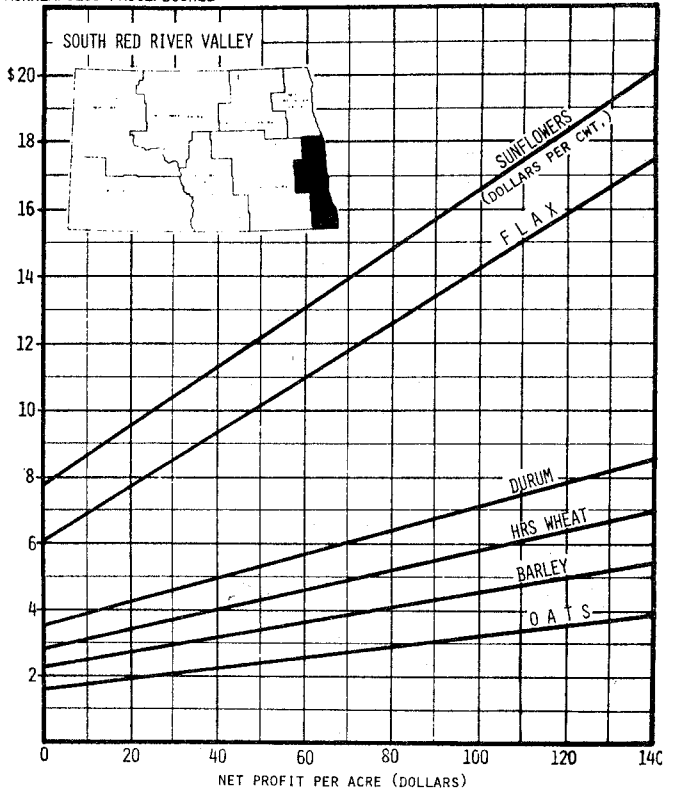 SOUTH RED RIVER VALLEY
$20
18
16
14
12
10
8
6
4
2
SUNFLOWERS
(DOLLARS PER CWT.)
FLAX
DURUM
HRS WHEAT
BARLEY
OATS
0 20 40 60 80 100 120 140
NET PROFIT PER ACRE (DOLLARS)